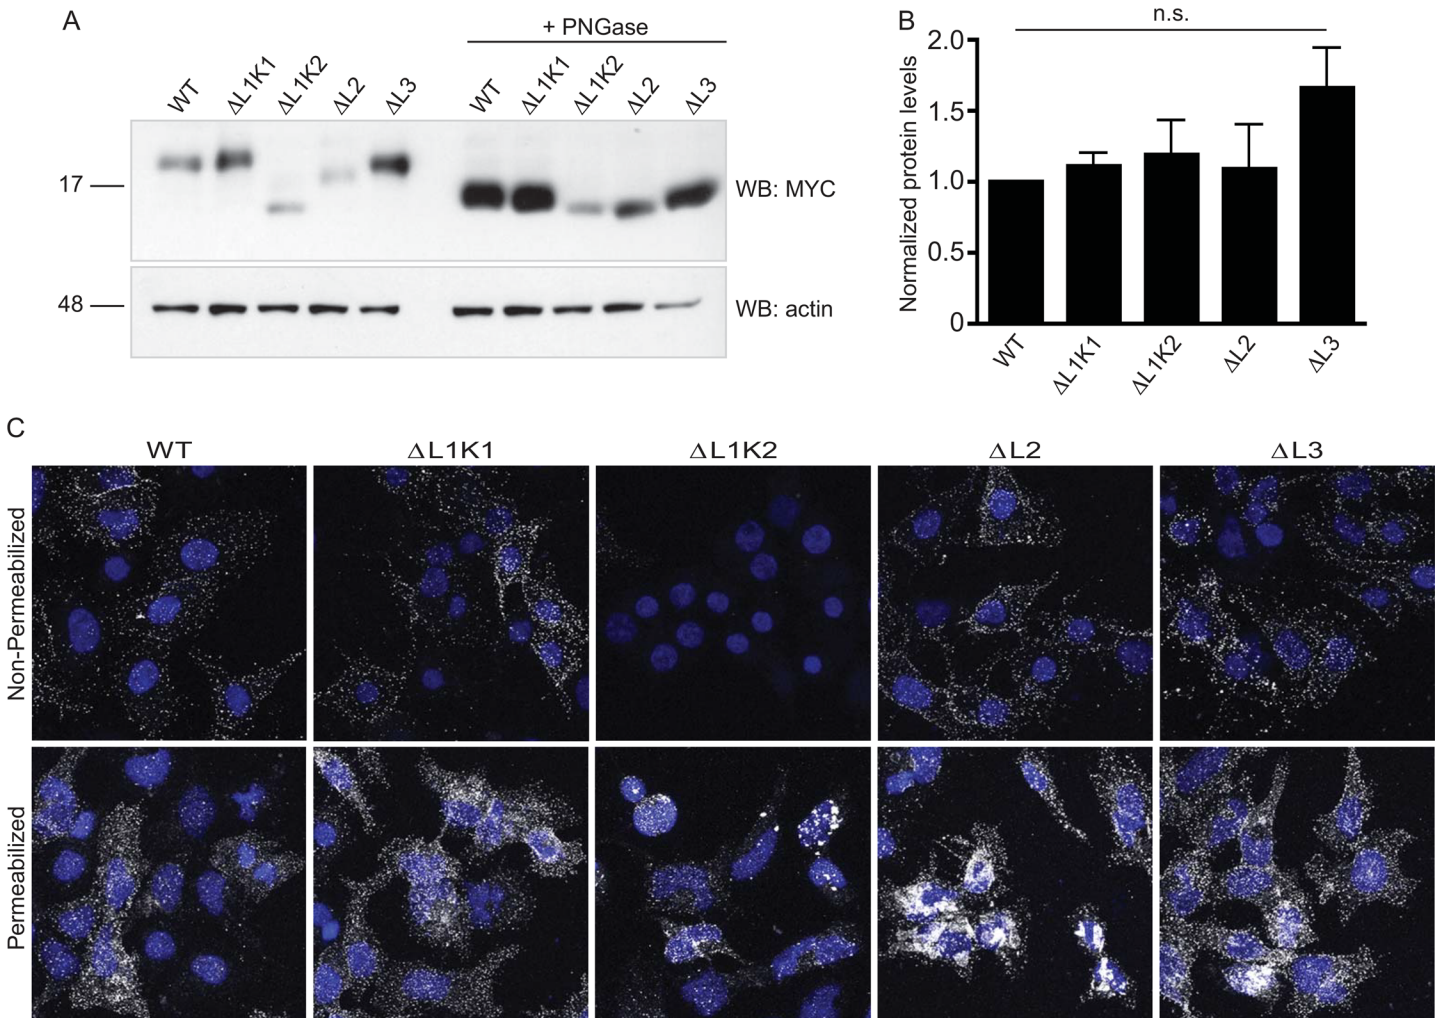 A
+ PNGase
WT
ΔL1K1
ΔL1K2
ΔL2
ΔL3
WT
ΔL1K1
ΔL1K2
ΔL2
ΔL3
17
WB: MYC
48
WB: actin
B
n.s.
Normalized protein levels
2.0
1.5
1.0
0.5
0
WT
ΔL1K1
ΔL1K2
ΔL2
ΔL3
C
WT
ΔL1K1
ΔL1K2
ΔL2
ΔL3
Non-Permeabilized
Permeabilized